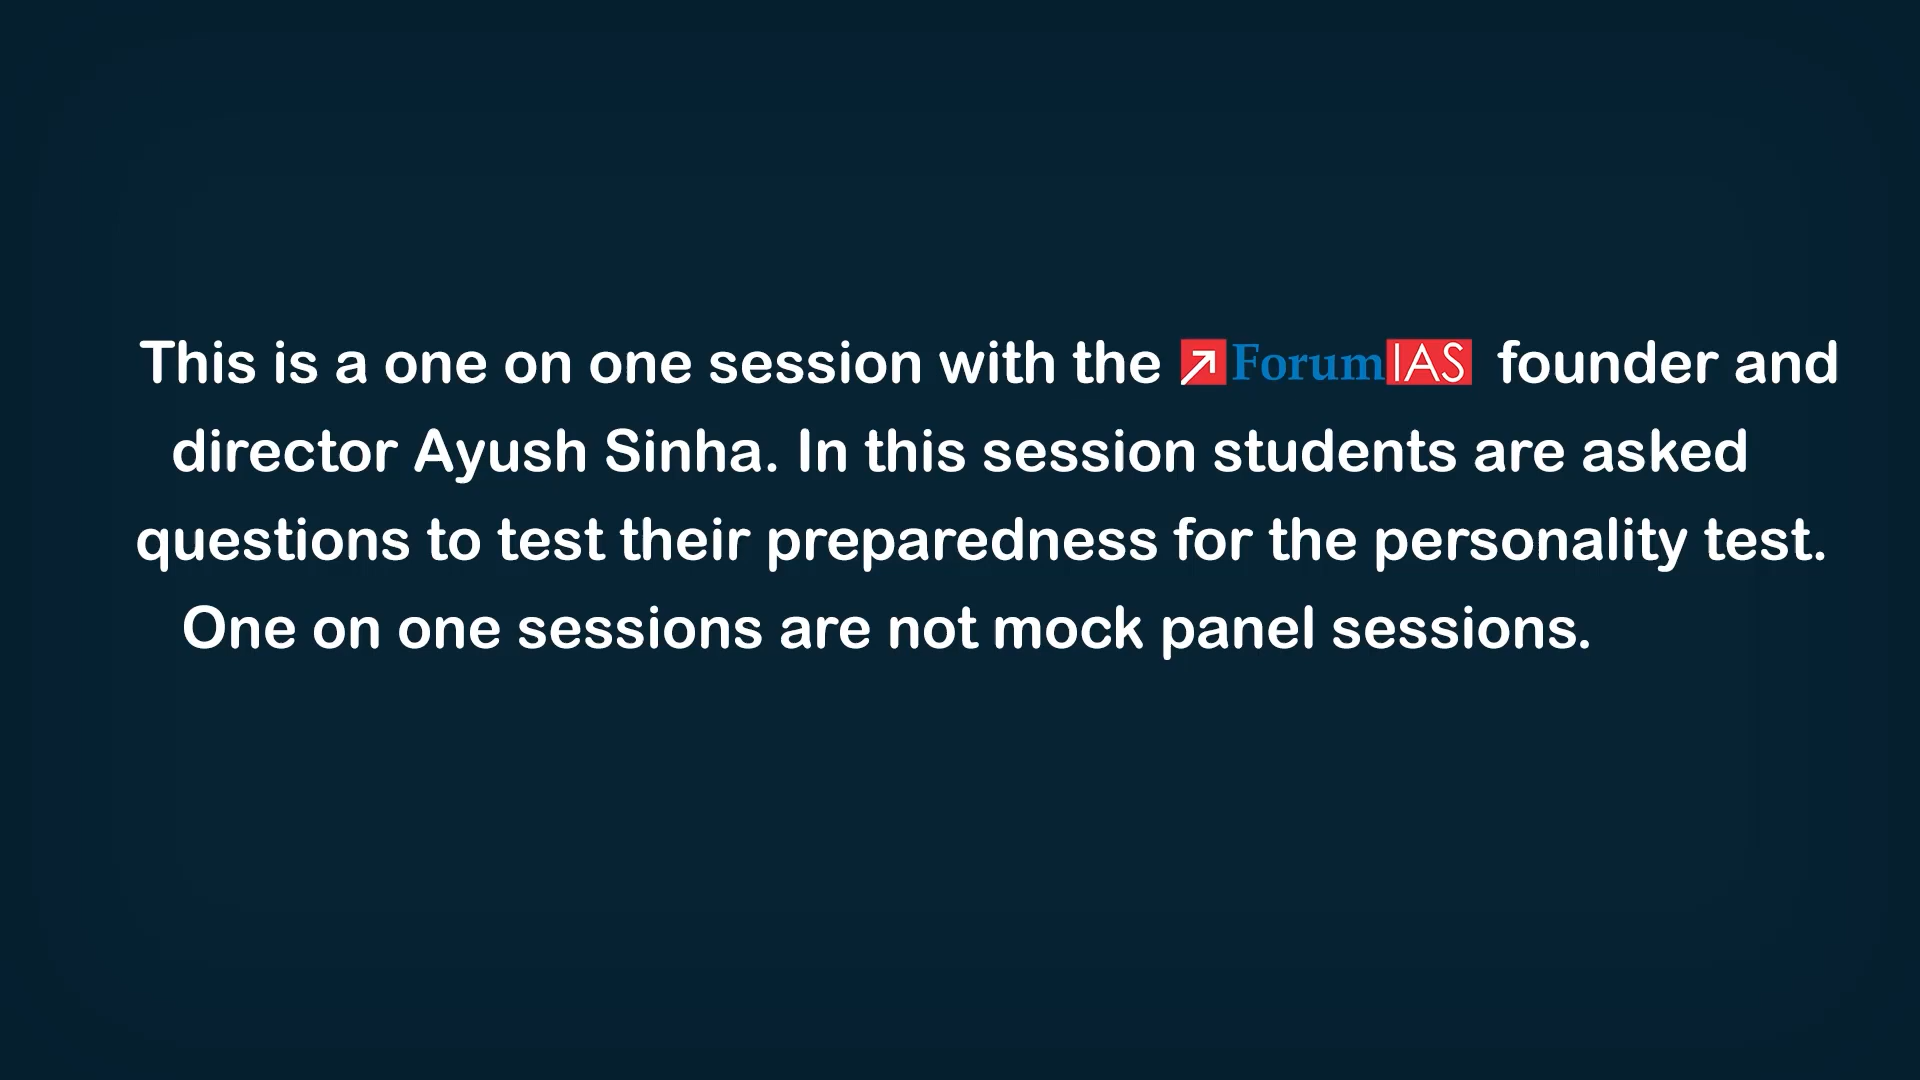 This is a one on one session with the ForumIAS founder and
director Ayush Sinha. In this session students are asked
questions to test their preparedness for the personality test.
One on one sessions are not mock panel sessions.